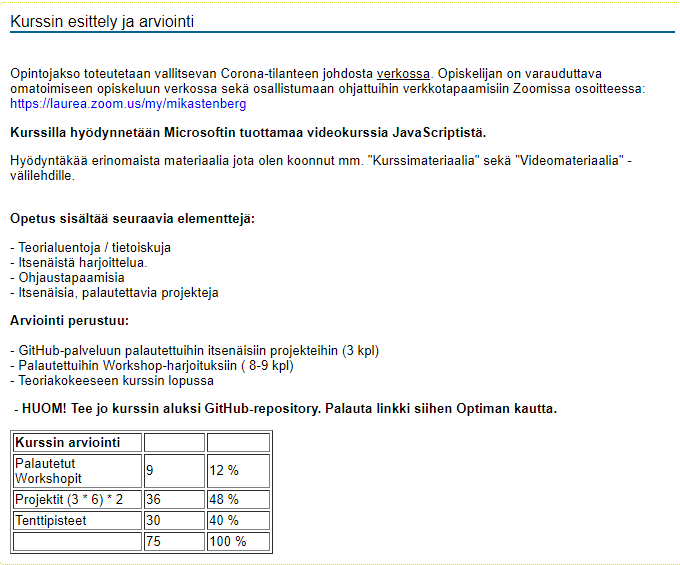 Kurssin esittely ja arviointi
Opintojakso toteutetaan vallitsevan Corona-tilanteen johdosta verkossa. Opiskelijan on varauduttava
omatoimiseen opiskeluun verkossa sekä osallistumaan ohjattuihin verkkotapaamisiin Zoomissa osoitteessa:
https://laurea.zoom.us/my/mikastenberg
Kurssilla hyödynnetään Microsoftin tuottamaa videokurssia JavaScriptistä.
Hyödyntäkää erinomaista materiaalia jota olen koonnut mm. "Kurssimateriaalia" sekä "Videomateriaalia" -
välilehdille.
Opetus sisältää seuraavia elementtejä:
- Teorialuentoja / tietoiskuja
- Itsenäistä harjoittelua.
- Ohjaustapaamisia
- Itsenäisia, palautettavia projekteja
Arviointi perustuu:
- GitHub-palveluun palautettuihin itsenäisiin projekteihin (3 kpl)
- Palautettuihin Workshop-harjoituksiin ( 8-9 kpl)
- Teoriakokeeseen kurssin lopussa
- HUOM! Tee jo kurssin aluksi GitHub-repository. Palauta linkki siihen Optiman kautta.
Kurssin arviointi
Palautetut
Workshopit 9 12 %
Projektit (3 * 6) * 2 36 48 %
Tenttipisteet 30 40 %
75 100 %